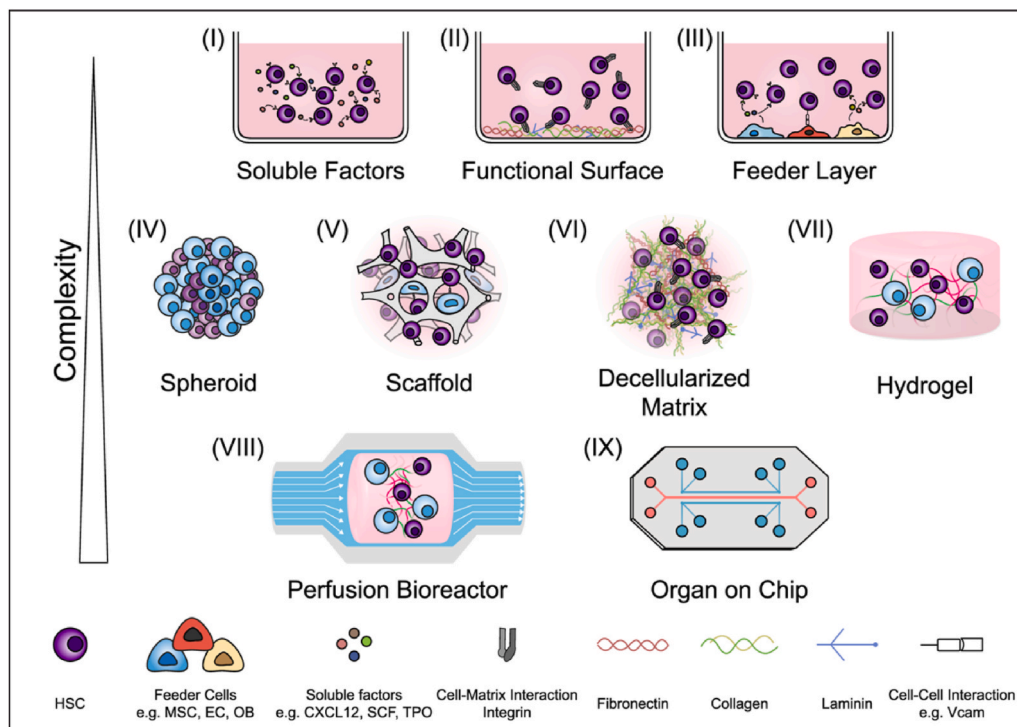 (I)
(II)
(III)
Soluble Factors
Functional Surface
Feeder Layer
Complexity
(IV)
(V)
(VI)
(VII)
Spheroid
Scaffold
Decellularized
Matrix
Hydrogel
(VIII)
(IX)
Perfusion Bioreactor
Organ on Chip
HSC
Feeder Cells
e.g. MSC, EC, OB
Soluble factors
e.g. CXCL12, SCF, TPO
Cell-Matrix Interaction
Integrin
Fibronectin
Collagen
Laminin
Cell-Cell Interaction
e.g. Vcam